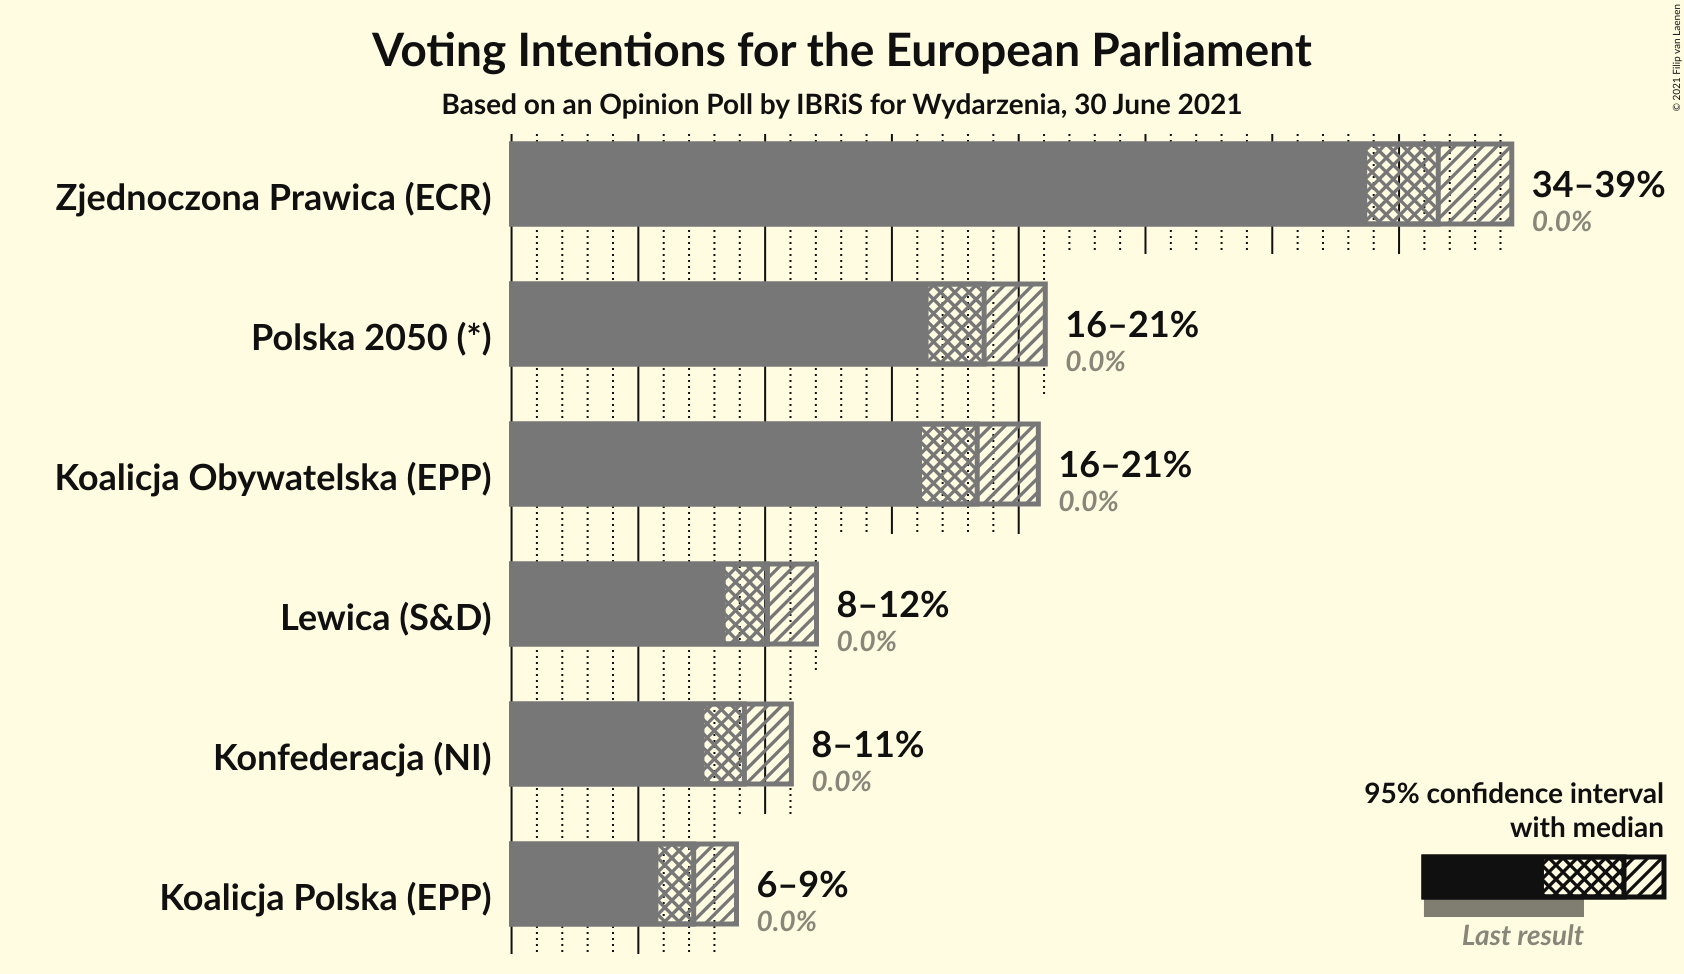 Voting Intentions for the European Parliament
Based on an Opinion Poll by IBRiS for Wydarzenia, 30 June 2021
© 2021 Filip van Laenen
Zjednoczona Prawica (ECR)
34–39%
0.0%
Polska 2050 (*)
16–21%
0.0%
Koalicja Obywatelska (EPP)
16–21%
0.0%
Lewica (S&D)
8–12%
0.0%
Konfederacja (NI)
8–11%
0.0%
Koalicja Polska (EPP)
6–9%
0.0%
95% confidence interval
with median
Last result